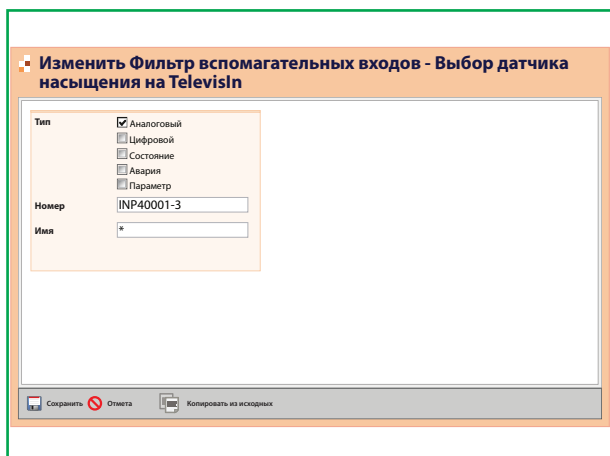 Изменить Фильтр вспомагательных входов - Выбор датчика
насыщения на TelevisIn
Тип
Аналоговый
Цифровой
Состояние
Авария
Параметр
Номер INP40001-3
Имя *
Сохранить Отмета Копировать из исходных